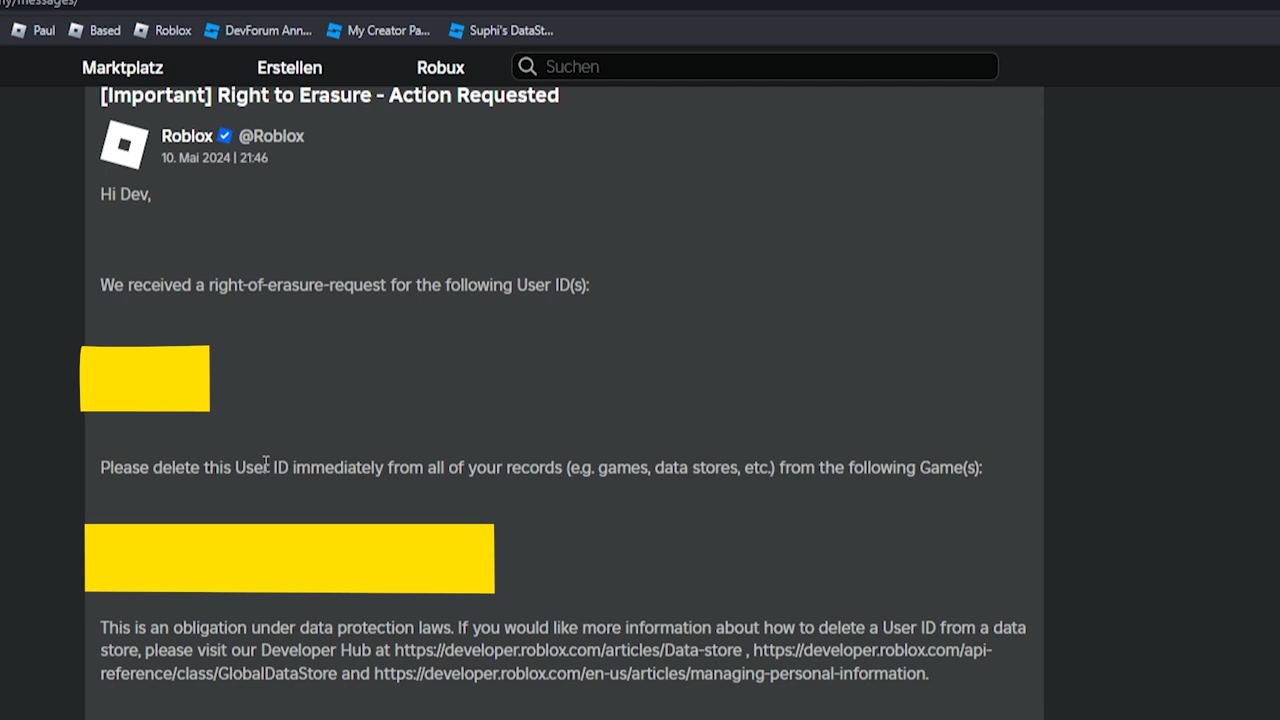 Paul Based Roblox DevForum Ann... My Creator Pa... Suphi's DataSt...
Marktplatz Erstellen Robux Suchen
[Important] Right to Erasure - Action Requested
Roblox @Roblox
10. Mai 2024 | 21:46
Hi Dev,
We received a right-of-erasure-request for the following User ID(s):
Please delete this User ID immediately from all of your records (e.g. games, data stores, etc.) from the following Game(s):
This is an obligation under data protection laws. If you would like more information about how to delete a User ID from a data
store, please visit our Developer Hub at https://developer.roblox.com/articles/Data-store , https://developer.roblox.com/api-
reference/class/GlobalDataStore and https://developer.roblox.com/en-us/articles/managing-personal-information.